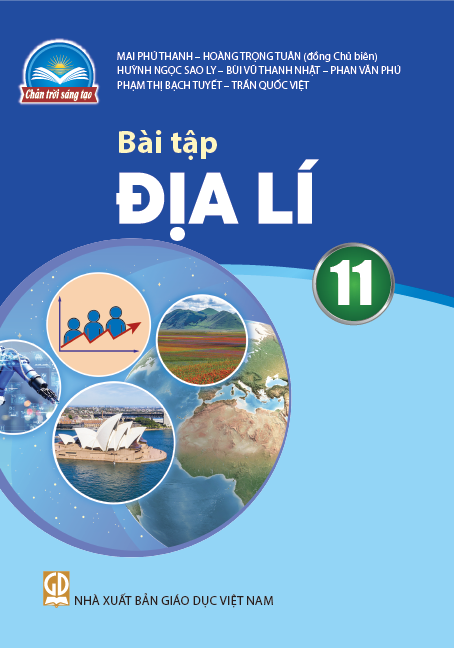 MAI PHÚ THANH – HOÀNG TRỌNG TUÂN (đồng Chủ biên)
HUỲNH NGỌC SAO LY – BÙI VŨ THANH NHẬT – PHAN VĂN PHÚ
PHẠM THỊ BẠCH TUYẾT – TRẦN QUỐC VIỆT
Chân trời sáng tạo
Bài tập
ĐỊA LÍ
11
GD
NHÀ XUẤT BẢN GIÁO DỤC VIỆT NAM